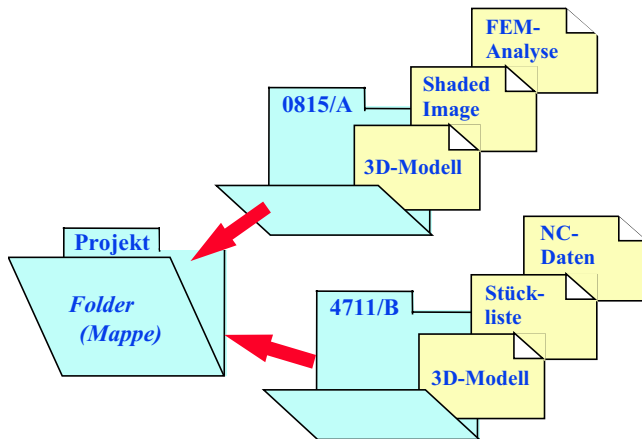 FEM-
Analyse
Shaded
Image
0815/A
3D-Modell
Projekt
Folder
(Mappe)
NC-
Daten
Stück-
liste
4711/B
3D-Modell